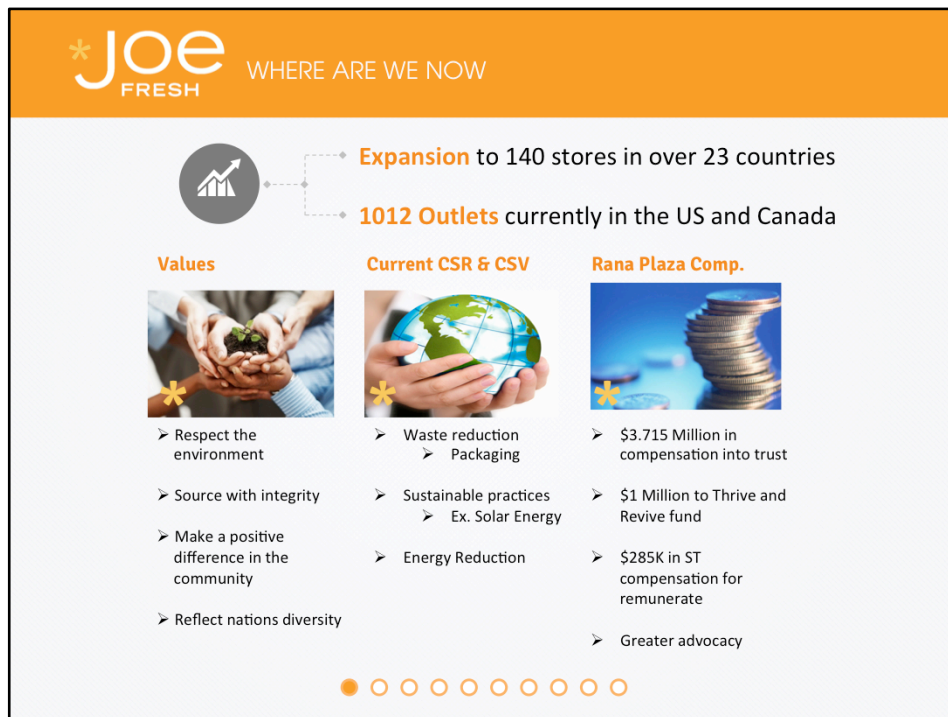 *JOe
FRESH
WHERE ARE WE NOW
Expansion to 140 stores in over 23 countries
1012 Outlets currently in the US and Canada
Values
➢ Respect the
environment
➢ Source with integrity
➢ Make a positive
difference in the
community
➢ Reflect nations diversity
Current CSR & CSV
➢ Waste reduction
➢ Packaging
➢ Sustainable practices
➢ Ex. Solar Energy
➢ Energy Reduction
Rana Plaza Comp.
➢ $3.715 Million in
compensation into trust
➢ $1 Million to Thrive and
Revive fund
➢ $285K in ST
compensation for
remunerate
➢ Greater advocacy